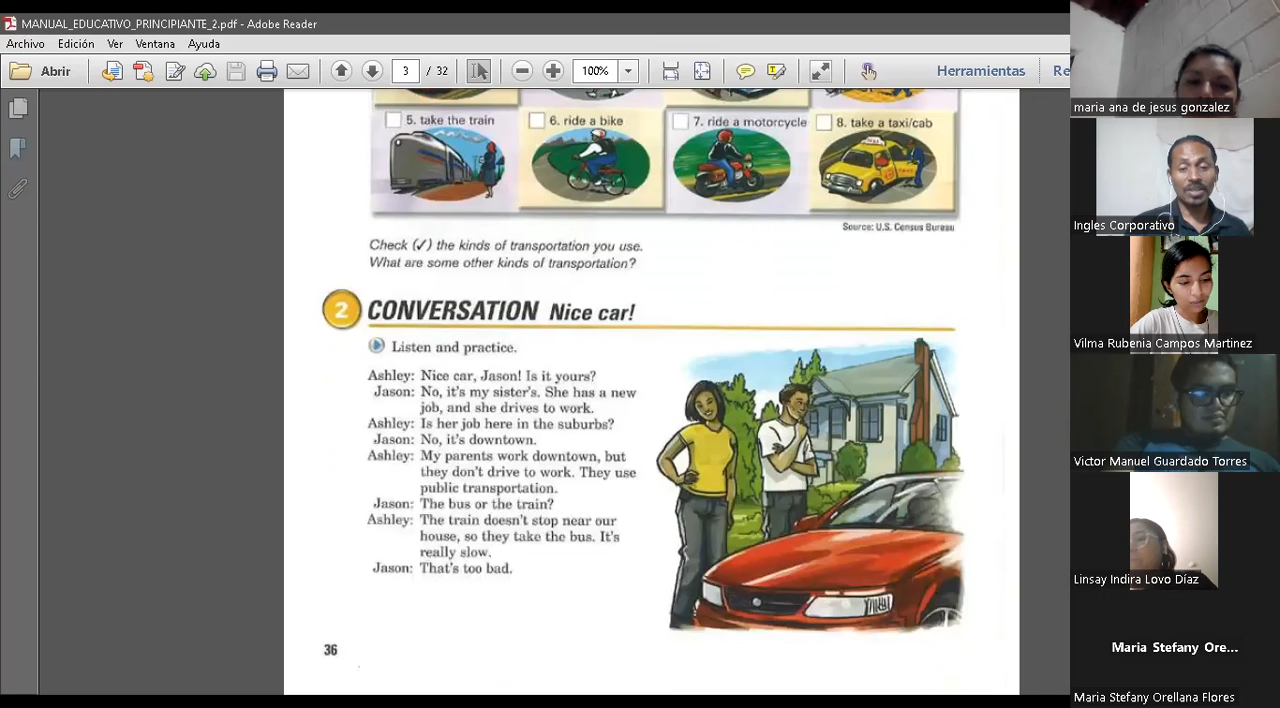 MANUAL_EDUCATIVO_PRINCIPIANTE_2.pdf - Adobe Reader
Archivo Edición Ver Ventana Ayuda
Abrir 3 / 32 100% Herramientas Re
5. take the train
6. ride a bike
7. ride a motorcycle
8. take a taxi/cab
TAXI
Source: U.S. Census Bureau
Check (✓) the kinds of transportation you use.
What are some other kinds of transportation?
2 CONVERSATION Nice car!
Listen and practice.
Ashley: Nice car, Jason! Is it yours?
Jason: No, it's my sister's. She has a new
job, and she drives to work.
Ashley: Is her job here in the suburbs?
Jason: No, it's downtown.
Ashley: My parents work downtown, but
they don't drive to work. They use
public transportation.
Jason: The bus or the train?
Ashley: The train doesn't stop near our
house, so they take the bus. It's
really slow.
Jason: That's too bad.
36
maria ana de jesus gonzalez
Ingles Corporativo
Vilma Rubenia Campos Martinez
Victor Manuel Guardado Torres
Linsay Indira Lovo Díaz
Maria Stefany Ore...
Maria Stefany Orellana Flores